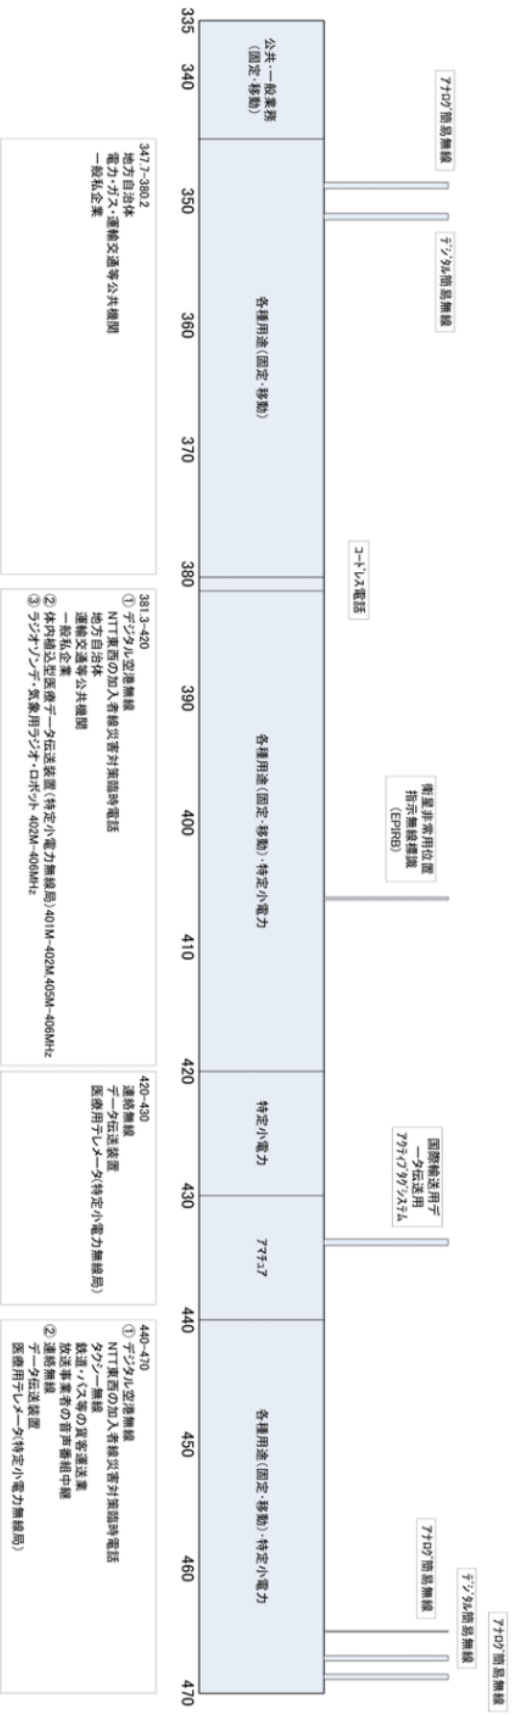 アナログ簡易無線
デジタル簡易無線
コードレス電話
衛星非常用位置
指示無線標識
(EPIRB)
国際輸送用デ
ータ伝送用
アクティブタグシステム
アナログ簡易無線
デジタル簡易無線
アナログ簡易無線
公共・一般業務
(固定・移動)
各種用途(固定・移動)
各種用途(固定・移動)・特定小電力
特定小電力
アマチュア
各種用途(固定・移動)・特定小電力
335
340
350
360
370
380
390
400
410
420
430
440
450
460
470
347.7-380.2
地方自治体
電力・ガス・運輸交通等公共機関
一般私企業
381.3-420
① デジタル空港無線
NTT東西の加入者線災害対策臨時電話
地方自治体
運輸交通等公共機関
一般私企業
② 体内植込型医療データ伝送装置(特定小電力無線局)401M-402M,405M-406MHz
③ ラジオゾンデ・気象用ラジオ・ロボット 402M-406MHz
420-430
連絡無線
データ伝送装置
医療用テレメータ(特定小電力無線局)
440-470
① デジタル空港無線
NTT東西の加入者線災害対策臨時電話
タクシー無線
鉄道・バス等の貨客運送業
放送事業者の音声番組中継
② 連絡無線
データ伝送装置
医療用テレメータ(特定小電力無線局)